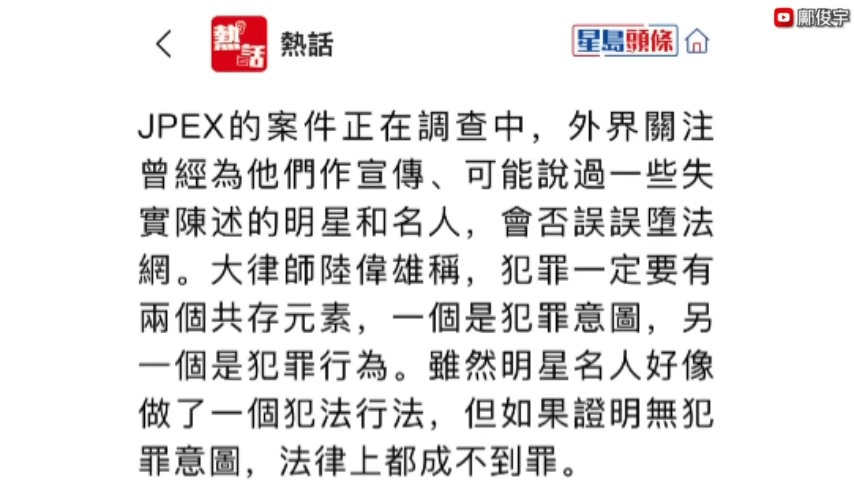 鄺俊宇
熱話
熱話
星島頭條
JPEX的案件正在調查中，外界關注
曾經為他們作宣傳、可能說過一些失
實陳述的明星和名人，會否誤誤墮法
網。大律師陸偉雄稱，犯罪一定要有
兩個共存元素，一個是犯罪意圖，另
一個是犯罪行為。雖然明星名人好像
做了一個犯法行法，但如果證明無犯
罪意圖，法律上都成不到罪。